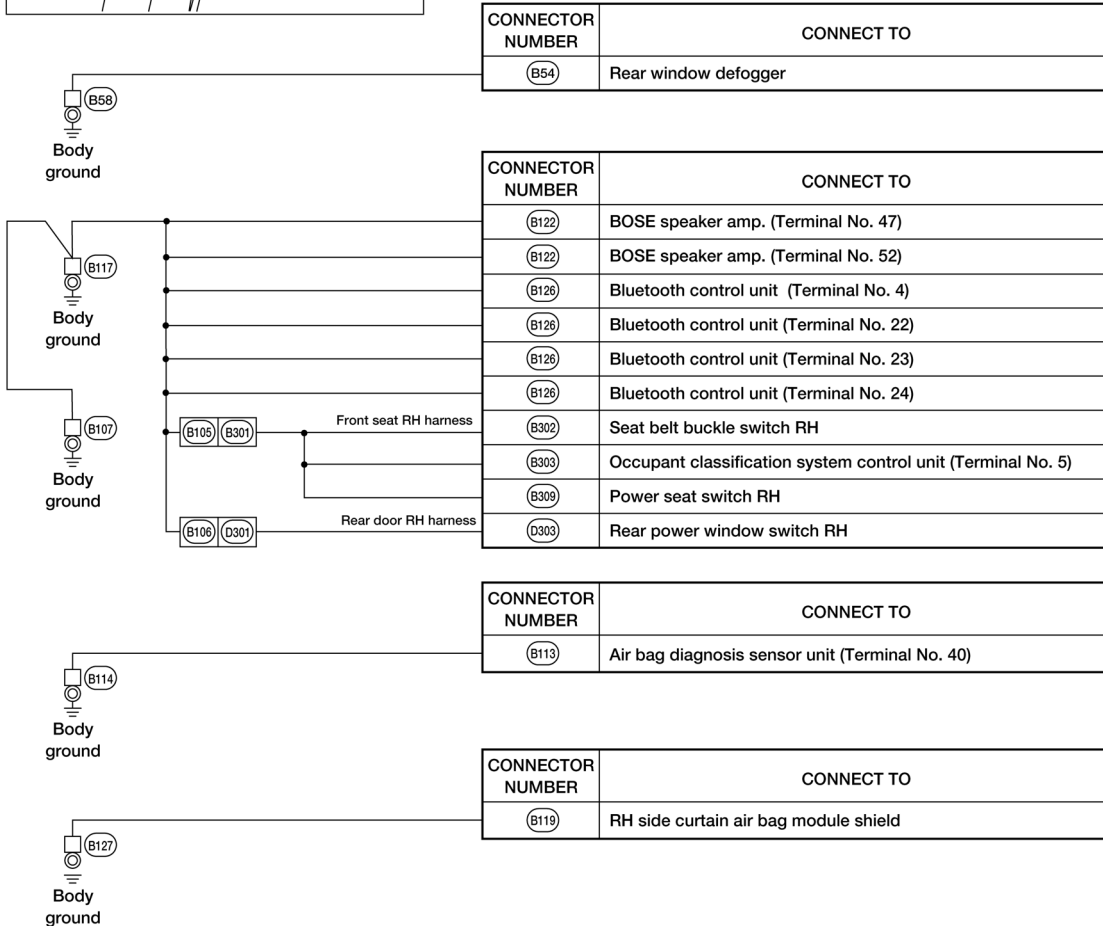 CONNECTOR
NUMBER
CONNECT TO
B54
Rear window defogger
B58
Body
ground
CONNECTOR
NUMBER
CONNECT TO
B122
BOSE speaker amp. (Terminal No. 47)
B122
BOSE speaker amp. (Terminal No. 52)
B117
Body
ground
B126
Bluetooth control unit (Terminal No. 4)
B126
Bluetooth control unit (Terminal No. 22)
B126
Bluetooth control unit (Terminal No. 23)
B126
Bluetooth control unit (Terminal No. 24)
B107
Body
ground
B105 B301
Front seat RH harness
B302
Seat belt buckle switch RH
B303
Occupant classification system control unit (Terminal No. 5)
B309
Power seat switch RH
B106 D301
Rear door RH harness
D303
Rear power window switch RH
CONNECTOR
NUMBER
CONNECT TO
B113
Air bag diagnosis sensor unit (Terminal No. 40)
B114
Body
ground
CONNECTOR
NUMBER
CONNECT TO
B119
RH side curtain air bag module shield
B127
Body
ground